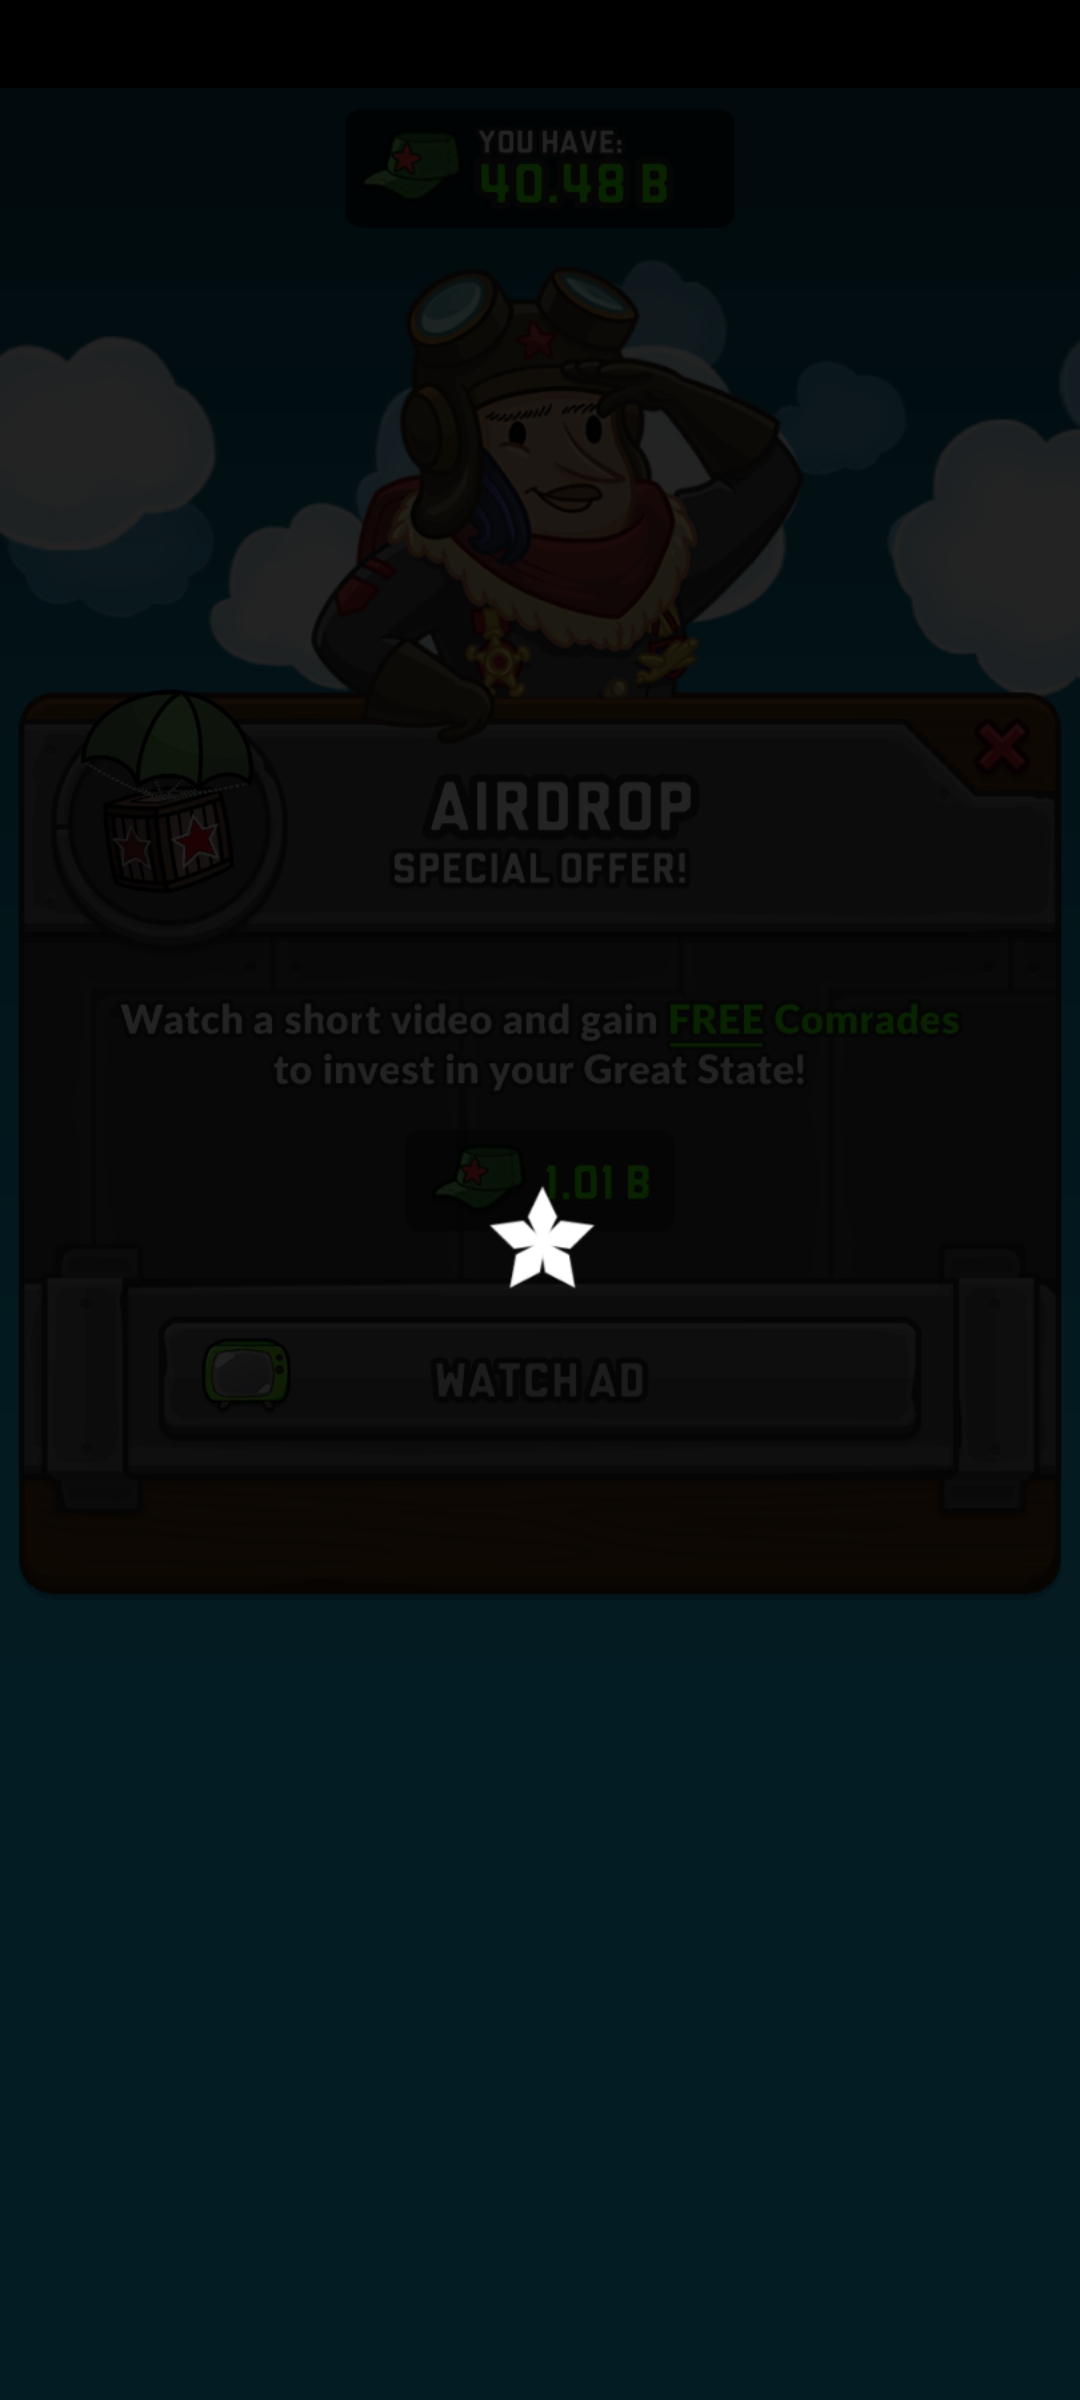 YOU HAVE:
40.48 B
AIRDROP
SPECIAL OFFER!
Watch a short video and gain FREE Comrades
to invest in your Great State!
1.01 B
WATCH AD